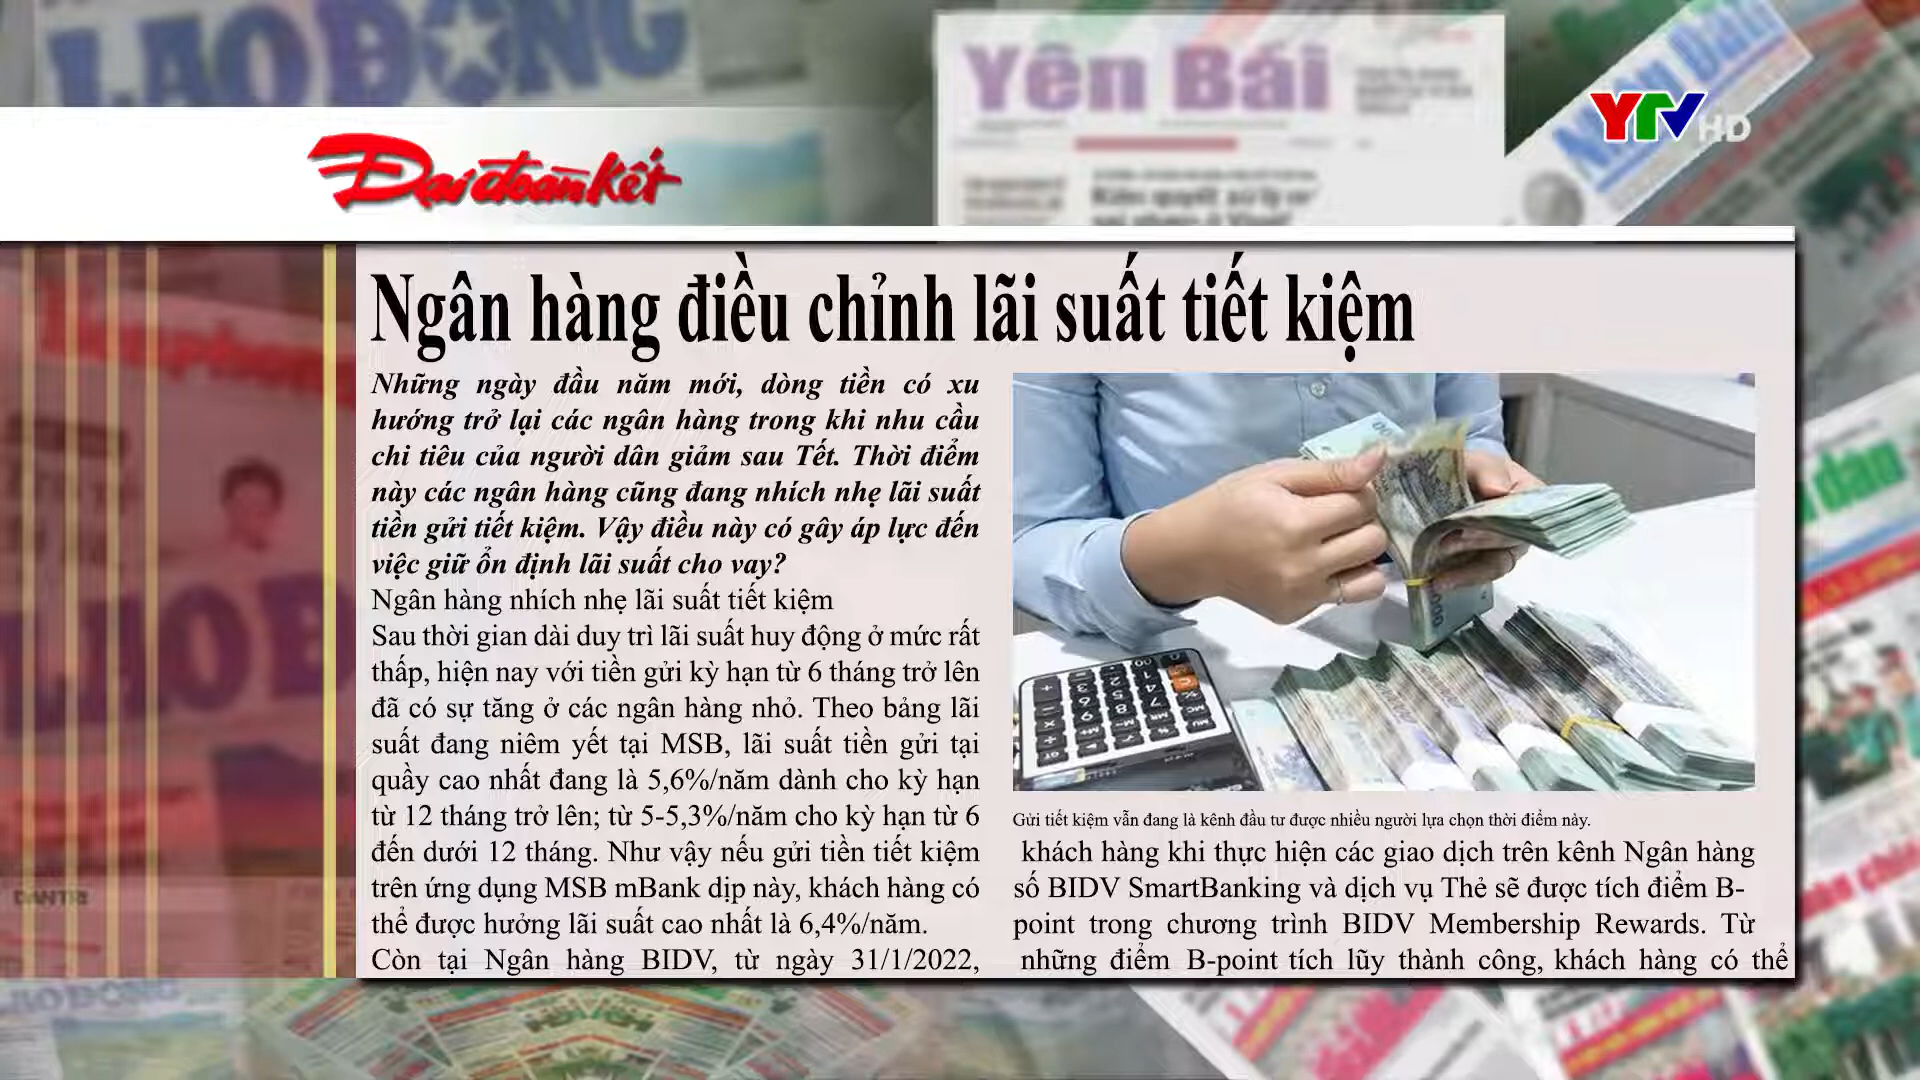 LAO ĐỘNG
Yên Bái
Nhân Dân
YTV HD
Đại đoàn kết
Ngân hàng điều chỉnh lãi suất tiết kiệm
Những ngày đầu năm mới, dòng tiền có xu
hướng trở lại các ngân hàng trong khi nhu cầu
chi tiêu của người dân giảm sau Tết. Thời điểm
này các ngân hàng cũng đang nhích nhẹ lãi suất
tiền gửi tiết kiệm. Vậy điều này có gây áp lực đến
việc giữ ổn định lãi suất cho vay?
Ngân hàng nhích nhẹ lãi suất tiết kiệm
Sau thời gian dài duy trì lãi suất huy động ở mức rất
thấp, hiện nay với tiền gửi kỳ hạn từ 6 tháng trở lên
đã có sự tăng ở các ngân hàng nhỏ. Theo bảng lãi
suất đang niêm yết tại MSB, lãi suất tiền gửi tại
quầy cao nhất đang là 5,6%/năm dành cho kỳ hạn
từ 12 tháng trở lên; từ 5-5,3%/năm cho kỳ hạn từ 6
đến dưới 12 tháng. Như vậy nếu gửi tiền tiết kiệm
trên ứng dụng MSB mBank dịp này, khách hàng có
thể được hưởng lãi suất cao nhất là 6,4%/năm.
Còn tại Ngân hàng BIDV, từ ngày 31/1/2022,
Gửi tiết kiệm vẫn đang là kênh đầu tư được nhiều người lựa chọn thời điểm này.
khách hàng khi thực hiện các giao dịch trên kênh Ngân hàng
số BIDV SmartBanking và dịch vụ Thẻ sẽ được tích điểm B-
point trong chương trình BIDV Membership Rewards. Từ
những điểm B-point tích lũy thành công, khách hàng có thể